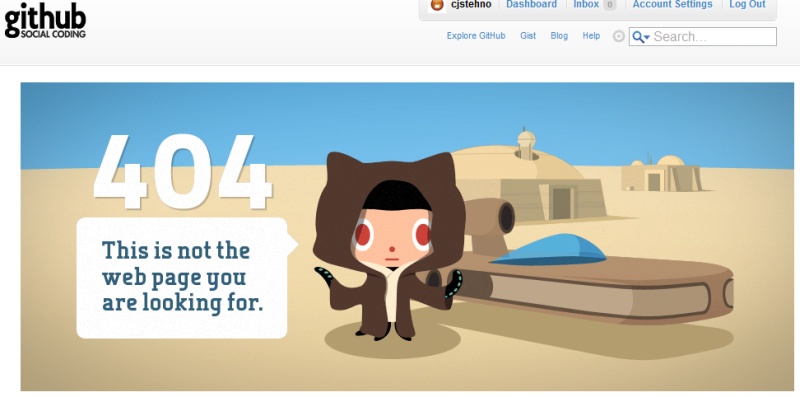 github
SOCIAL CODING
cjstehno Dashboard Inbox 0 Account Settings Log Out
Explore GitHub Gist Blog Help Search...
404
This is not the
web page you
are looking for.